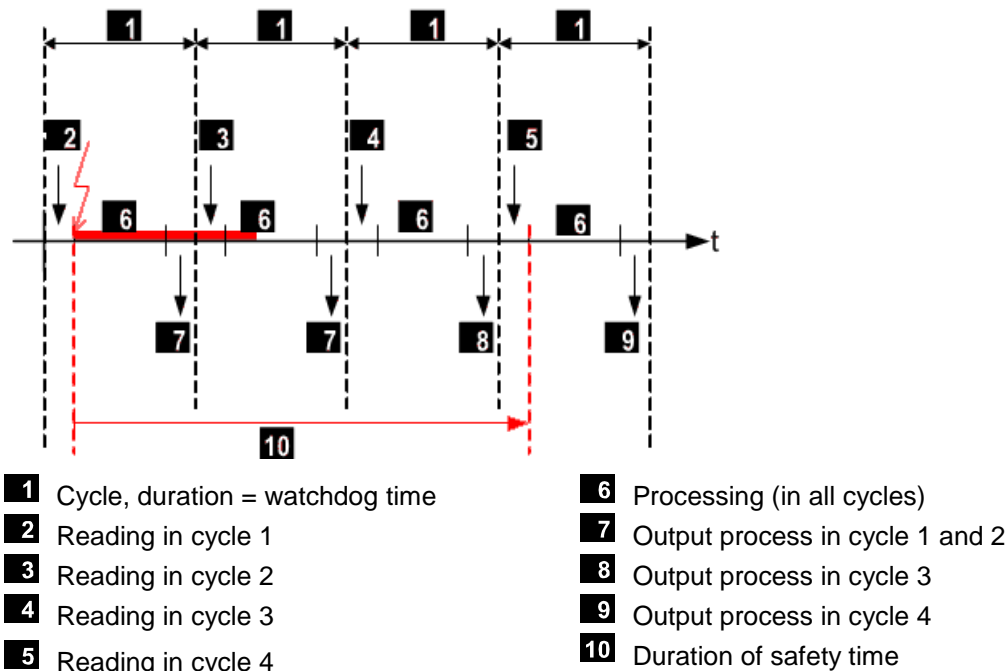 1 1 1 1
2 3 4 5
6 6 6 6
t
7 7 8 9
10
1 Cycle, duration = watchdog time
2 Reading in cycle 1
3 Reading in cycle 2
4 Reading in cycle 3
5 Reading in cycle 4
6 Processing (in all cycles)
7 Output process in cycle 1 and 2
8 Output process in cycle 3
9 Output process in cycle 4
10 Duration of safety time